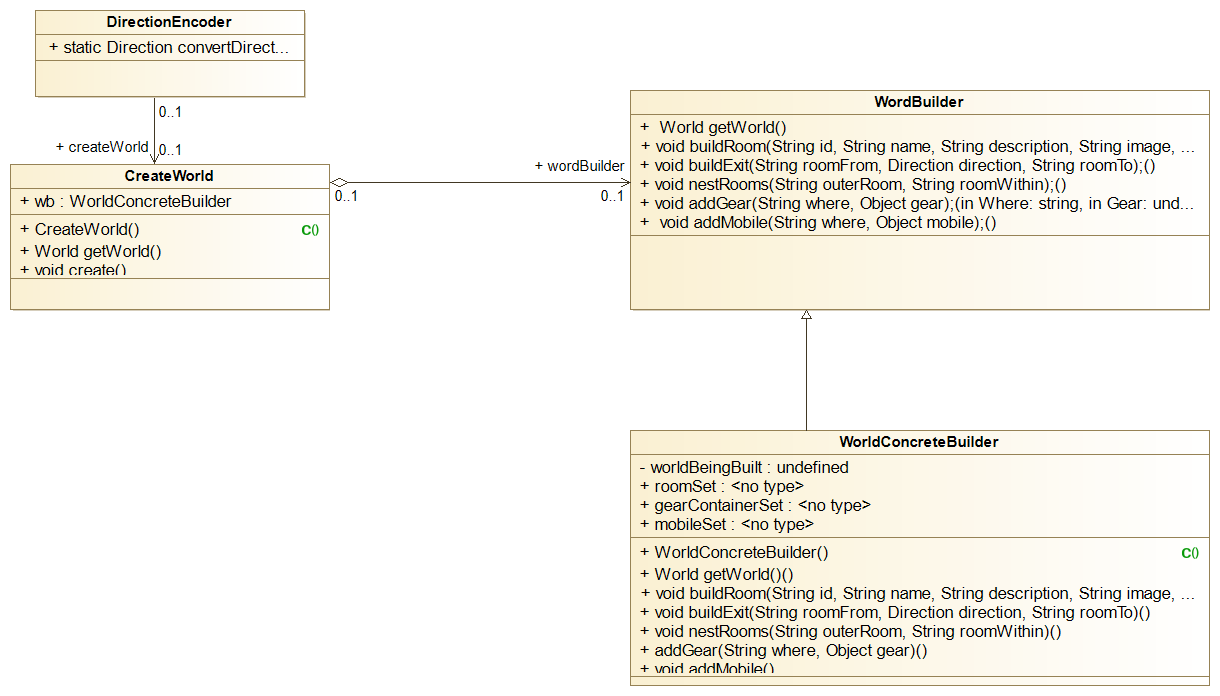 DirectionEncoder
+ static Direction convertDirect...
0..1
+ createWorld
0..1
CreateWorld
+ wb : WorldConcreteBuilder
+ CreateWorld() C()
+ World getWorld()
+ void create()
0..1
+ wordBuilder
0..1
WordBuilder
+ World getWorld()
+ void buildRoom(String id, String name, String description, String image, ...
+ void buildExit(String roomFrom, Direction direction, String roomTo);()
+ void nestRooms(String outerRoom, String roomWithin);()
+ void addGear(String where, Object gear);(in Where: string, in Gear: und...
+ void addMobile(String where, Object mobile);()
WorldConcreteBuilder
- worldBeingBuilt : undefined
+ roomSet : <no type>
+ gearContainerSet : <no type>
+ mobileSet : <no type>
+ WorldConcreteBuilder() C()
+ World getWorld()()
+ void buildRoom(String id, String name, String description, String image, ...
+ void buildExit(String roomFrom, Direction direction, String roomTo)()
+ void nestRooms(String outerRoom, String roomWithin)()
+ addGear(String where, Object gear)()
+ void addMobile()